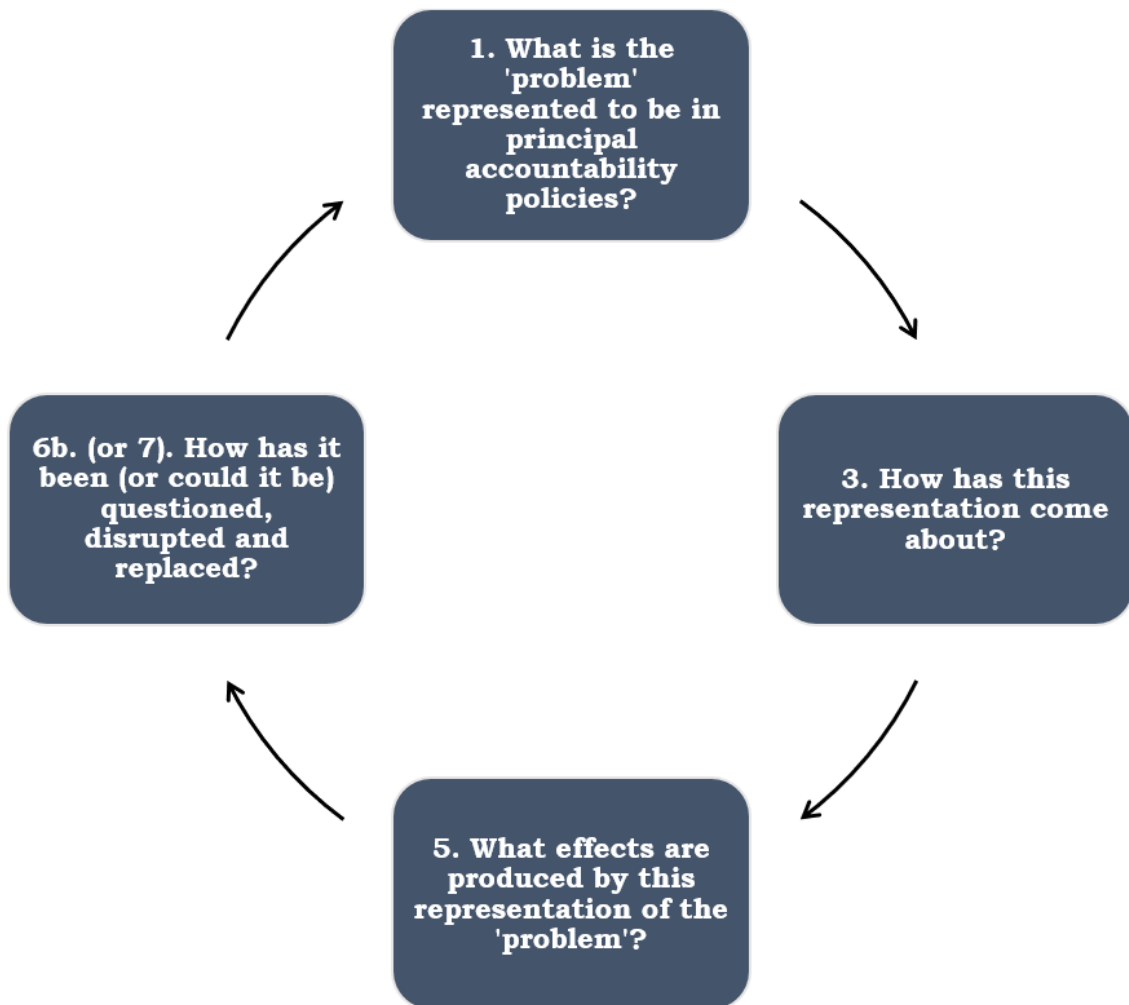 1. What is the
'problem'
represented to be in
principal
accountability
policies?
3. How has this
representation come
about?
5. What effects are
produced by this
representation of the
'problem'?
6b. (or 7). How has it
been (or could it be)
questioned,
disrupted and
replaced?